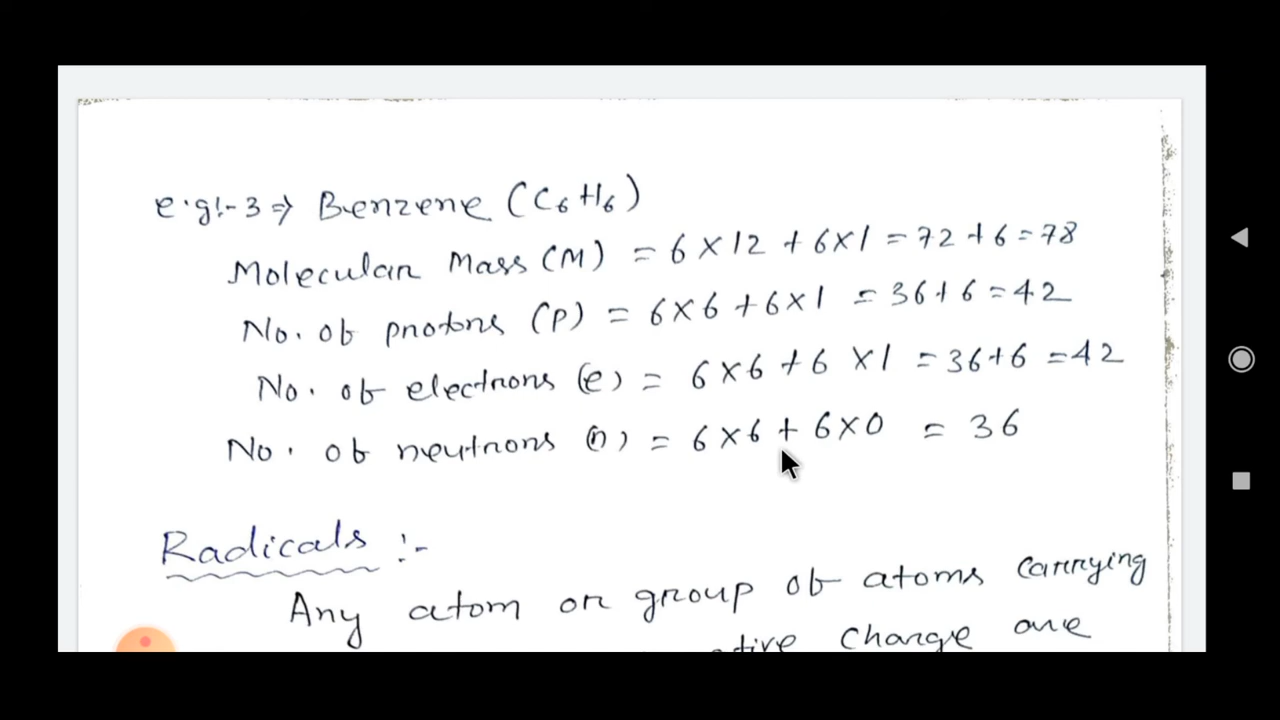 e.g:-3⇒ Benzene (C₆H₆)
Molecular Mass (M) = 6×12 + 6×1 = 72+6=78
No. of protons (P) = 6×6 +6×1 = 36+6=42
No. of electrons (e) = 6×6 +6 ×1 =36+6 =42
No. of neutrons (n) = 6×6 + 6×0 = 36
Radicals :-
Any atom or group of atoms carrying
charge are